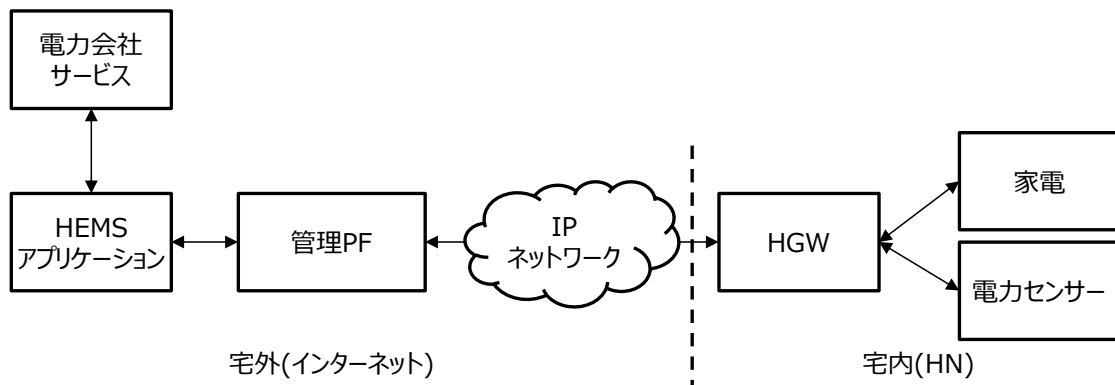 電力会社
サービス
HEMS
アプリケーション
管理PF
IP
ネットワーク
HGW
家電
電力センサー
宅外(インターネット)
宅内(HN)